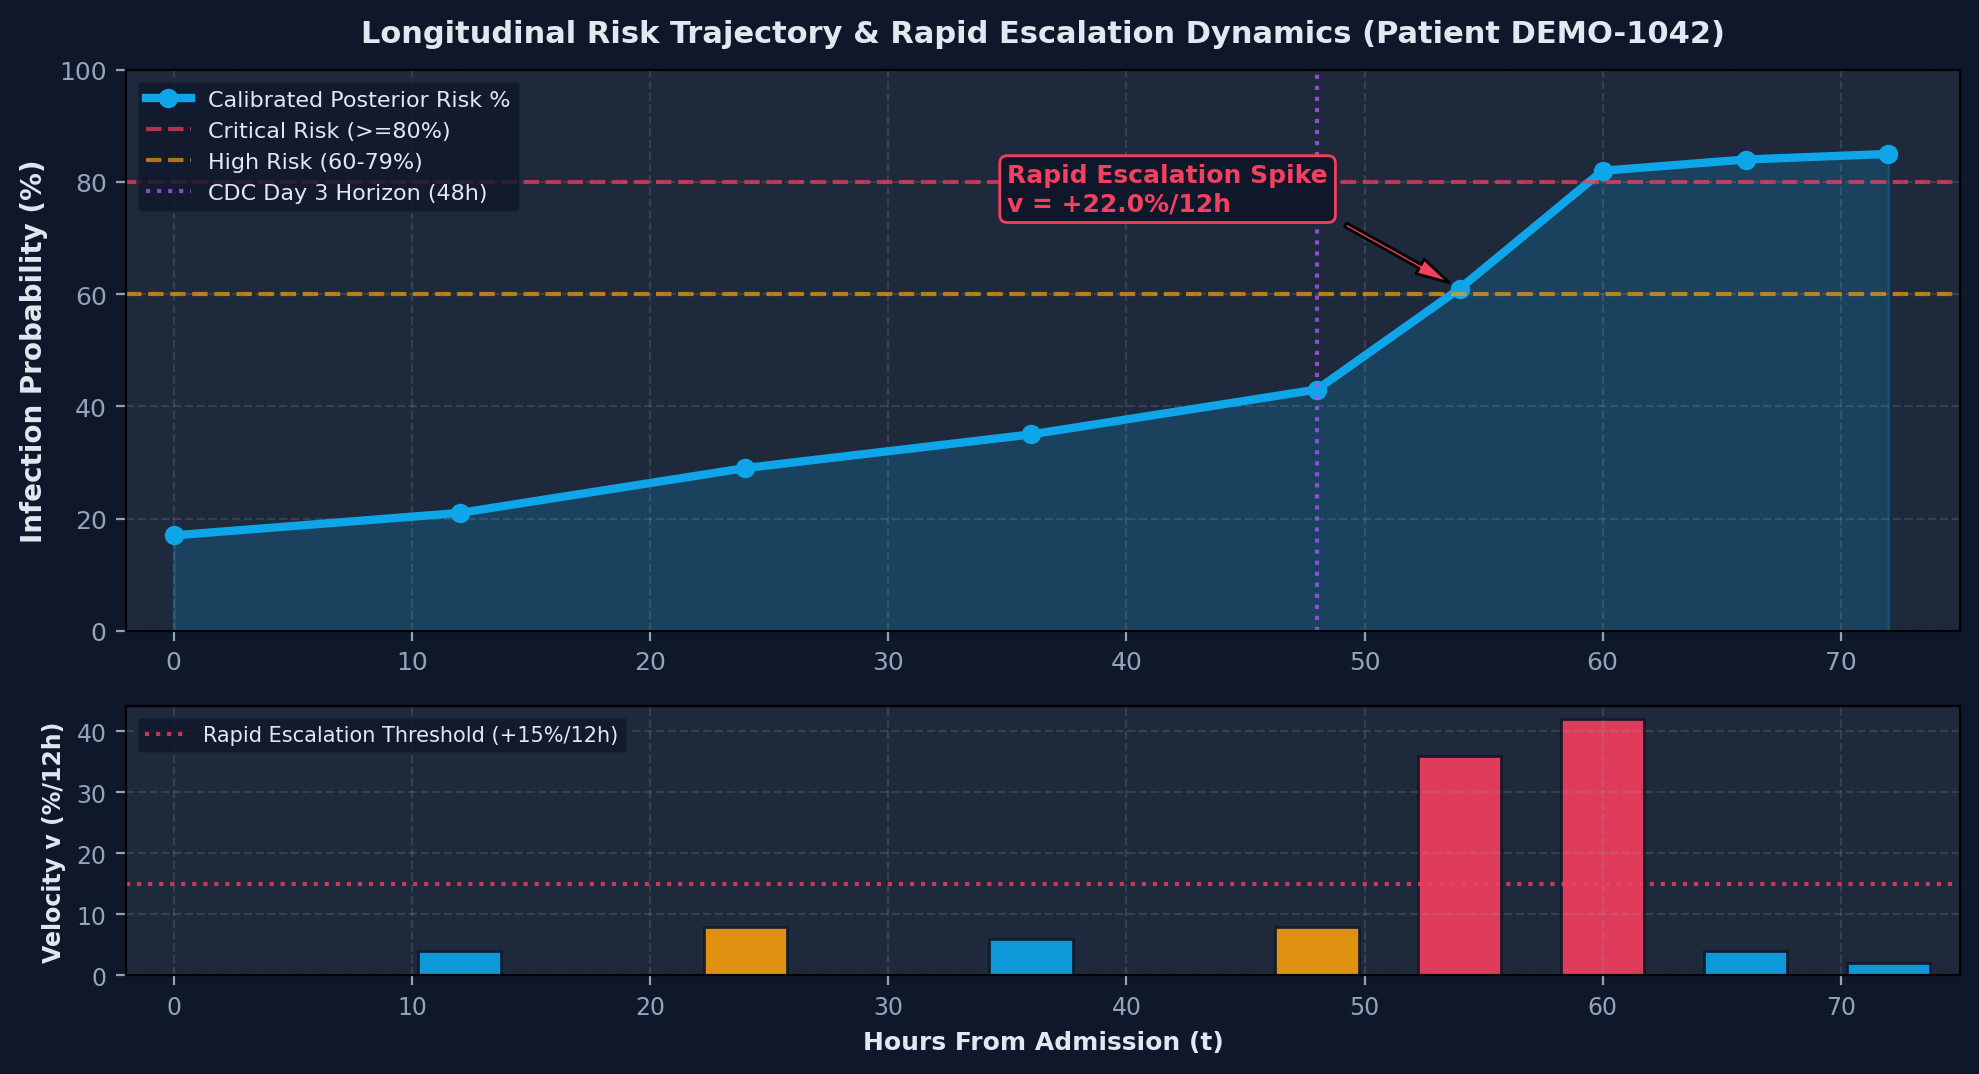 Longitudinal Risk Trajectory & Rapid Escalation Dynamics (Patient DEMO-1042)
Infection Probability (%)
100
80
60
40
20
0
Calibrated Posterior Risk %
Critical Risk (>=80%)
High Risk (60-79%)
CDC Day 3 Horizon (48h)
Rapid Escalation Spike
v = +22.0%/12h
0 10 20 30 40 50 60 70
Velocity v (%/12h)
40
30
20
10
0
Rapid Escalation Threshold (+15%/12h)
0 10 20 30 40 50 60 70
Hours From Admission (t)